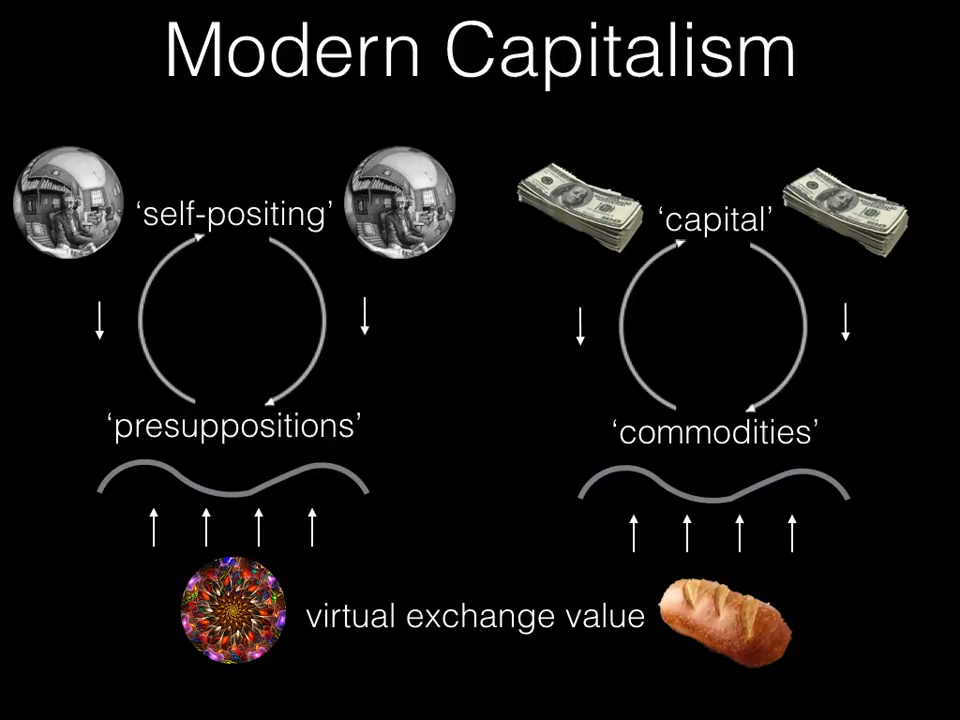 Modern Capitalism
‘self-positing’
‘capital’
‘presuppositions’
‘commodities’
virtual exchange value